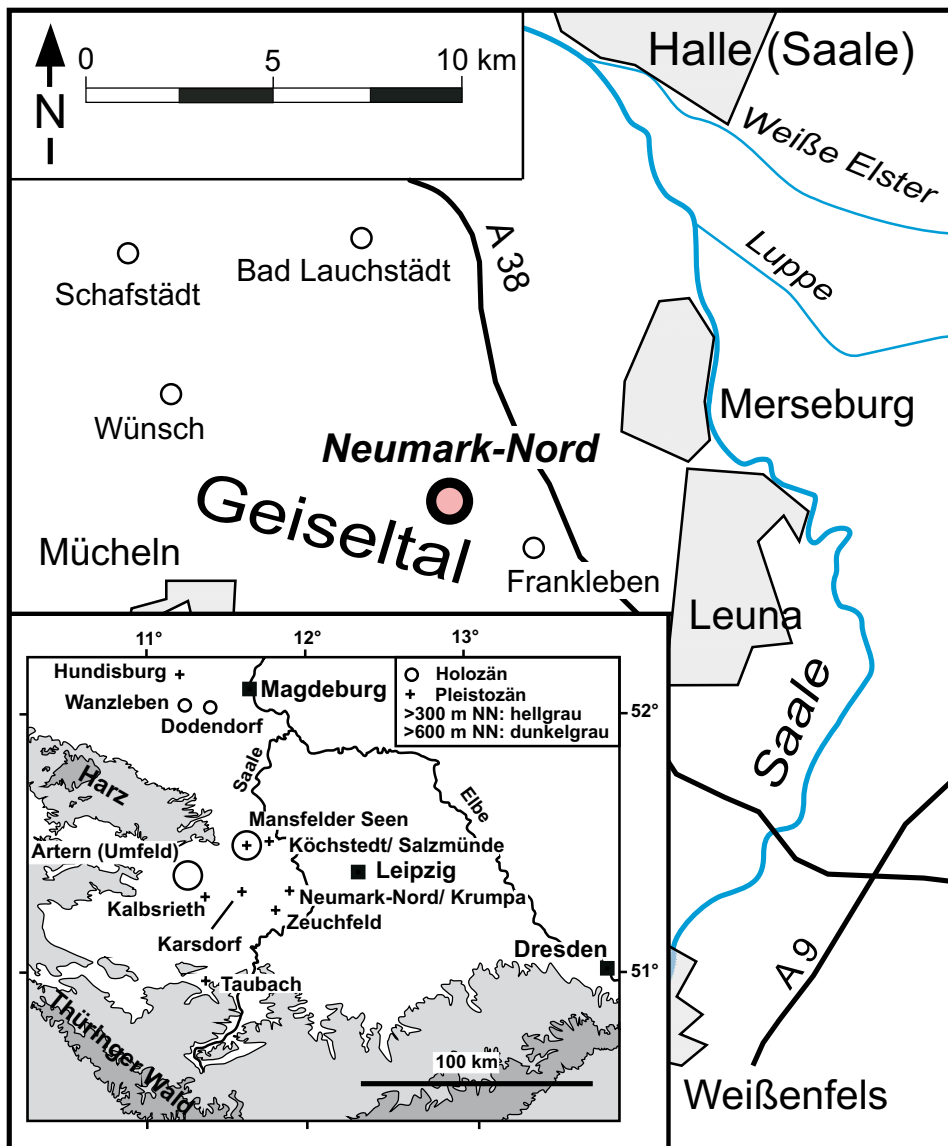 0 5 10 km
N
Halle (Saale)
Weiße Elster
Luppe
A 38
Bad Lauchstädt
Schafstädt
Merseburg
Wünsch
Neumark-Nord
Geiseltal
Mücheln
Frankleben
Leuna
Saale
A 9
Weißenfels
11° 12° 13°
Holozän
Pleistozän
>300 m NN: hellgrau
>600 m NN: dunkelgrau
Hundisburg
Magdeburg
Wanzleben
Dodendorf
52°
Saale
Harz
Elbe
Mansfelder Seen
Köchstedt/ Salzmünde
Artern (Umfeld)
Leipzig
Kalbsrieth
Neumark-Nord/ Krumpa
Zeuchfeld
Karsdorf
Dresden
51°
Taubach
Thüringer Wald
100 km
11° 12° 13°